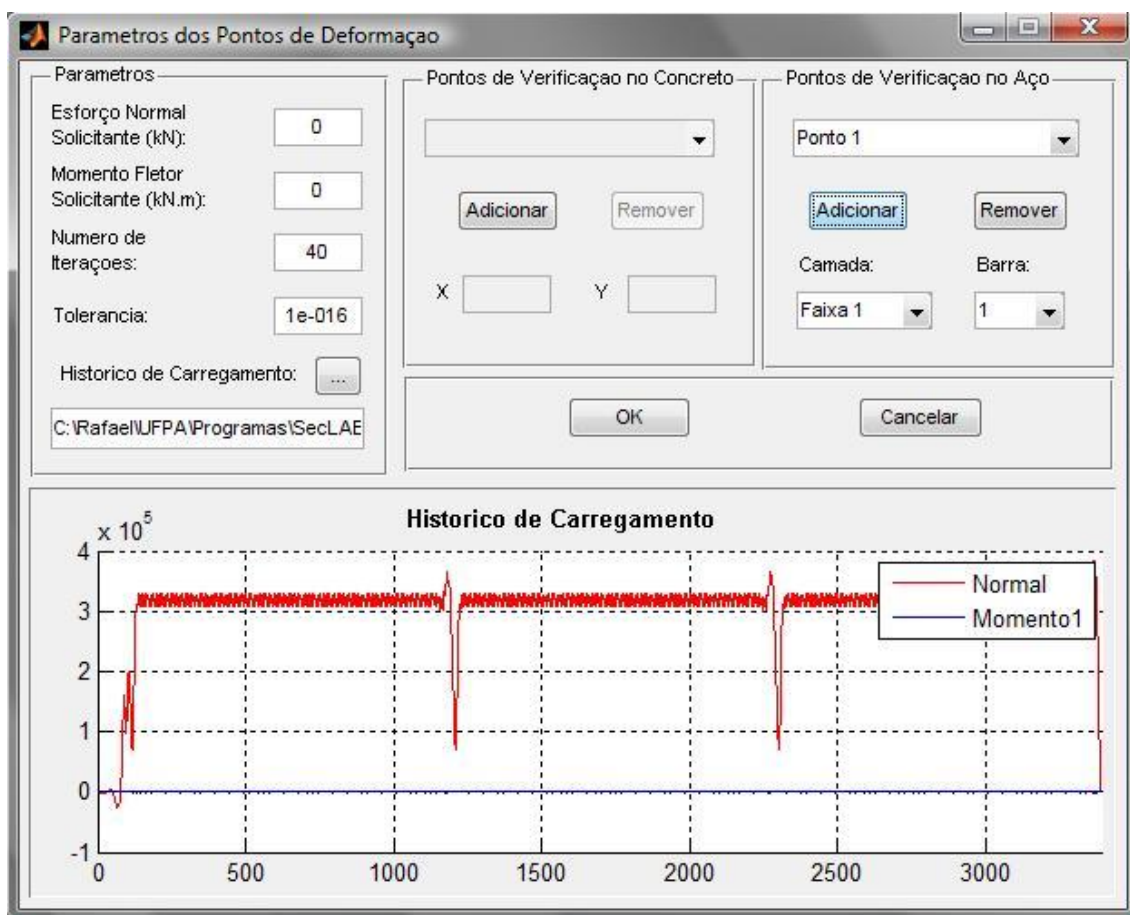 Parametros dos Pontos de Deformaçao
Parametros
Esforço Normal
Solicitante (kN):
0
Momento Fletor
Solicitante (kN.m):
0
Numero de
Iteraçoes:
40
Tolerancia:
1e-016
Historico de Carregamento:
...
C:\Rafael\UFPA\Programas\SecLAE
Pontos de Verificaçao no Concreto
Adicionar
Remover
X
Y
Pontos de Verificaçao no Aço
Ponto 1
Adicionar
Remover
Camada:
Barra:
Faixa 1
1
OK
Cancelar
Historico de Carregamento
x 10^5
4
3
2
1
0
-1
0
500
1000
1500
2000
2500
3000
Normal
Momento1